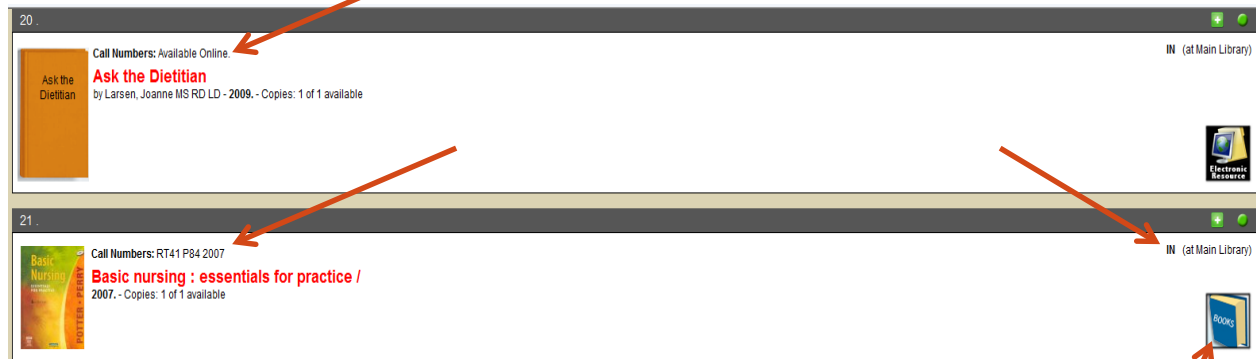 20 .
Call Numbers: Available Online.
IN (at Main Library)
Ask the
Dietitian
Ask the Dietitian
by Larsen, Joanne MS RD LD - 2009. - Copies: 1 of 1 available
Electronic
Resource
21 .
Call Numbers: RT41 P84 2007
IN (at Main Library)
Basic
Nursing
Basic nursing : essentials for practice /
2007. - Copies: 1 of 1 available
POTTER • PERRY
BOOKS